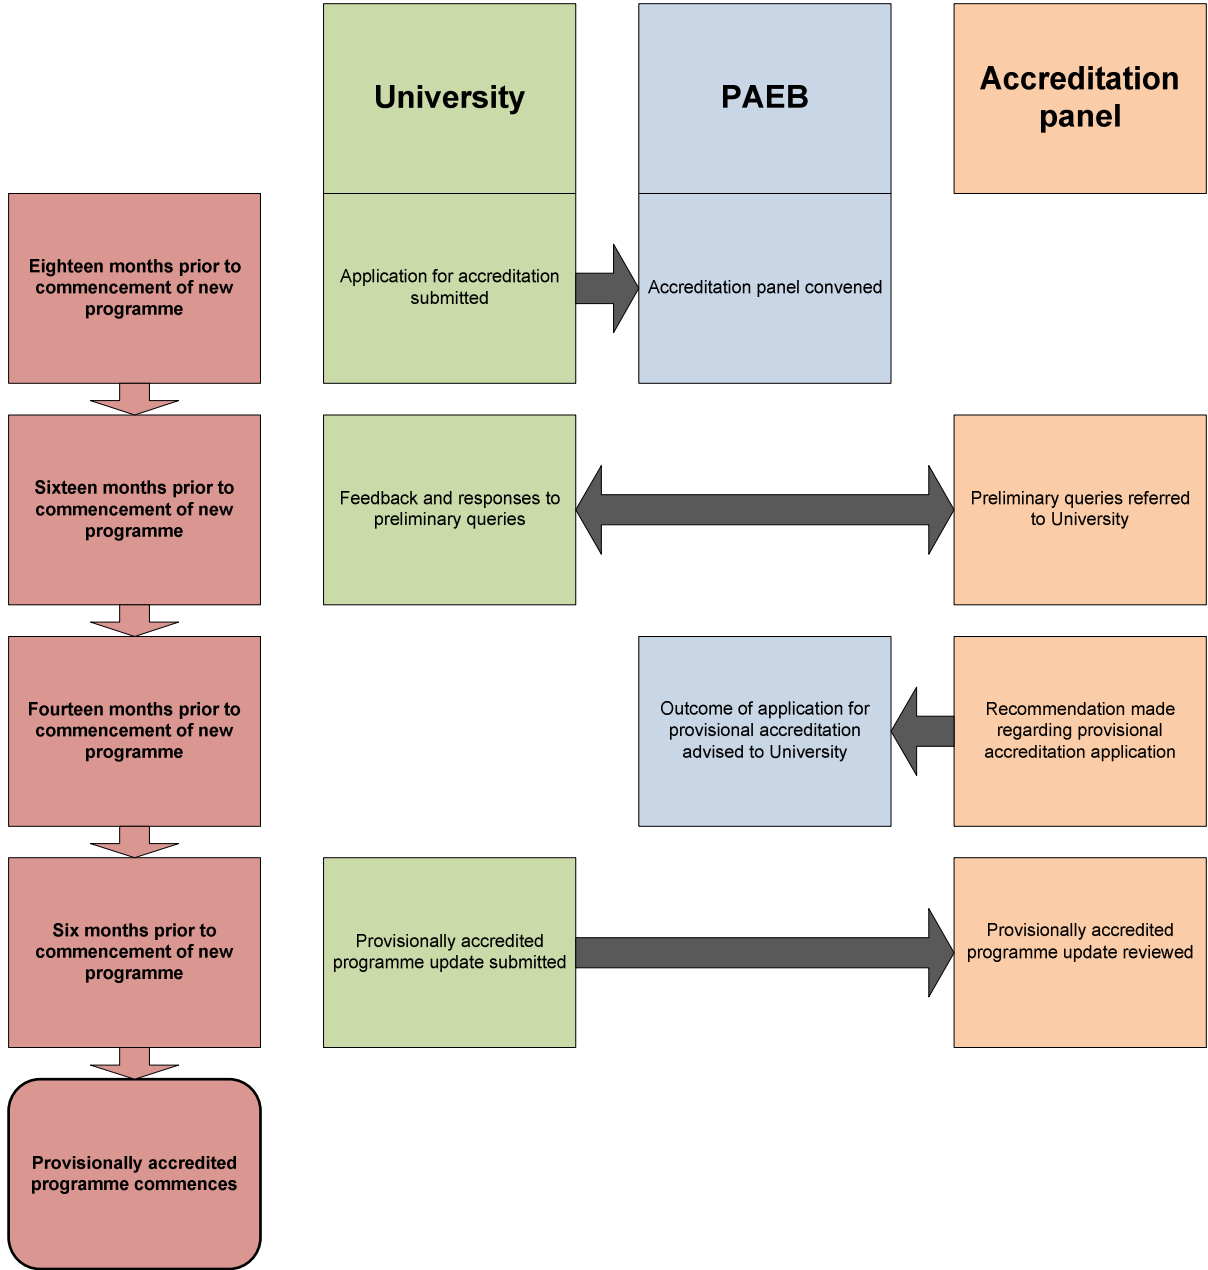 University
PAEB
Accreditation
panel
Eighteen months prior to
commencement of new
programme
Application for accreditation
submitted
Accreditation panel convened
Sixteen months prior to
commencement of new
programme
Feedback and responses to
preliminary queries
Preliminary queries referred
to University
Fourteen months prior to
commencement of new
programme
Outcome of application for
provisional accreditation
advised to University
Recommendation made
regarding provisional
accreditation application
Six months prior to
commencement of new
programme
Provisionally accredited
programme update submitted
Provisionally accredited
programme update reviewed
Provisionally accredited
programme commences